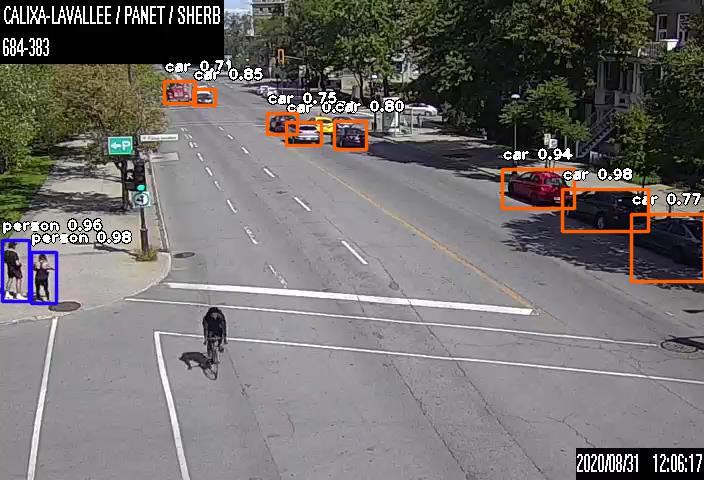 CALIXA-LAVALLEE / PANET / SHERB
684-383
car 0.71
car 0.85
car 0.75
car 0.80
P
car 0.94
car 0.98
car 0.77
person 0.96
person 0.98
2020/08/31 12:06:17